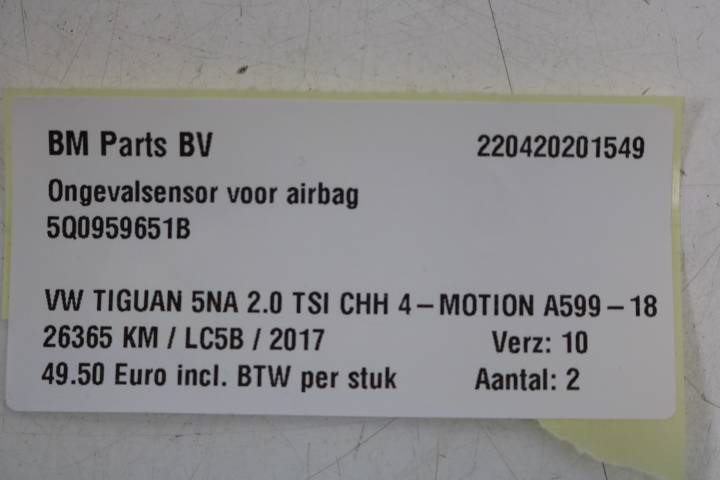 BM Parts BV 220420201549
Ongevalsensor voor airbag
5Q0959651B
VW TIGUAN 5NA 2.0 TSI CHH 4-MOTION A599-18
26365 KM / LC5B / 2017 Verz: 10
49.50 Euro incl. BTW per stuk Aantal: 2